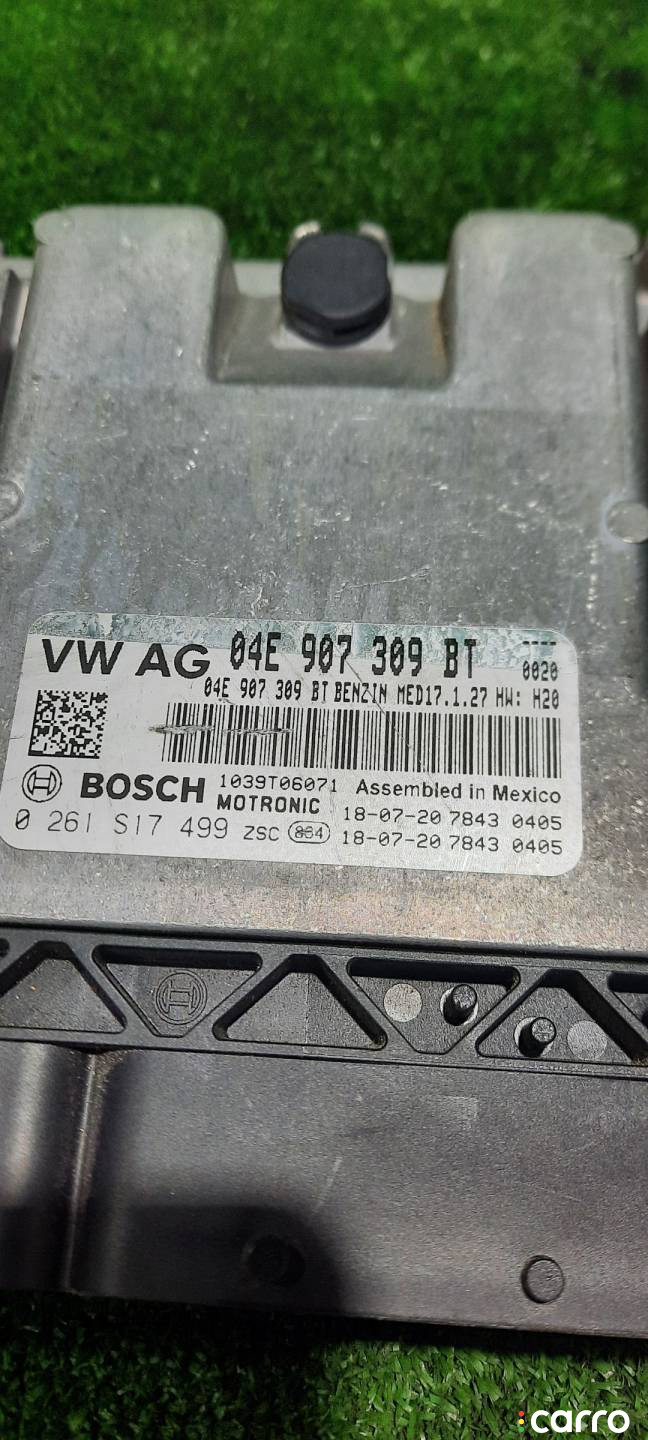 VW AG 04E 907 309 BT ---- 0020
04E 907 309 BT BENZIN MED17.1.27 HW: H20
BOSCH 1039T06071 Assembled in Mexico
MOTRONIC 18-07-20 7843 0405
0 261 S17 499 ZSC 864 18-07-20 7843 0405
carro